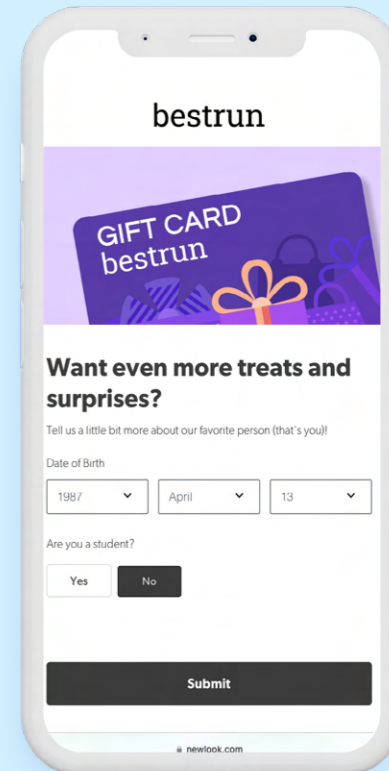 bestrun
GIFT CARD
bestrun
Want even more treats and
surprises?
Tell us a little bit more about our favorite person (that's you)!
Date of Birth
1987 April 13
Are you a student?
Yes No
Submit
newlook.com